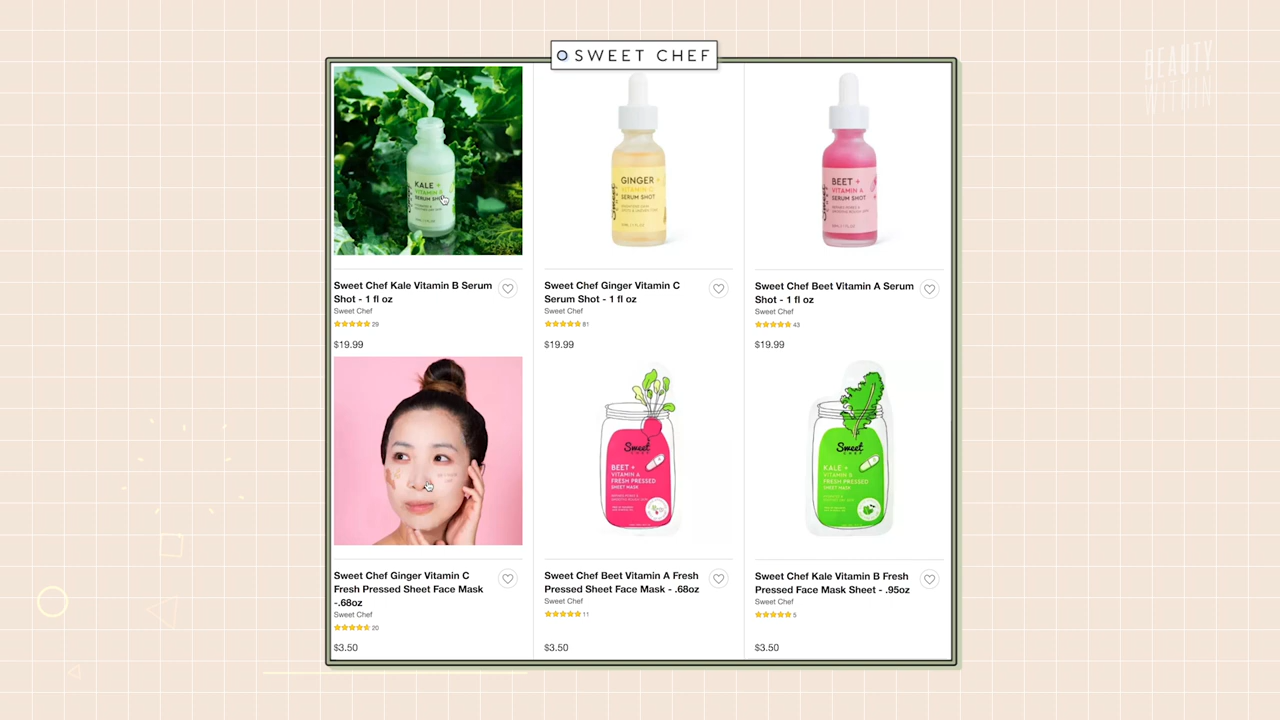 SWEET CHEF
BEAUTY
WITHIN
KALE +
VITAMIN B
SERUM SHOT
GINGER +
VITAMIN C
SERUM SHOT
BEET +
VITAMIN A
SERUM SHOT
Sweet Chef Kale Vitamin B Serum
Shot - 1 fl oz
Sweet Chef
29
$19.99
Sweet Chef Ginger Vitamin C
Serum Shot - 1 fl oz
Sweet Chef
81
$19.99
Sweet Chef Beet Vitamin A Serum
Shot - 1 fl oz
Sweet Chef
43
$19.99
Sweet
CHEF
BEET +
VITAMIN A
FRESH PRESSED
SHEET MASK
Sweet
CHEF
KALE +
VITAMIN B
FRESH PRESSED
SHEET MASK
Sweet Chef Ginger Vitamin C
Fresh Pressed Sheet Face Mask
-.68oz
Sweet Chef
20
$3.50
Sweet Chef Beet Vitamin A Fresh
Pressed Sheet Face Mask - .68oz
Sweet Chef
11
$3.50
Sweet Chef Kale Vitamin B Fresh
Pressed Face Mask Sheet - .95oz
Sweet Chef
5
$3.50